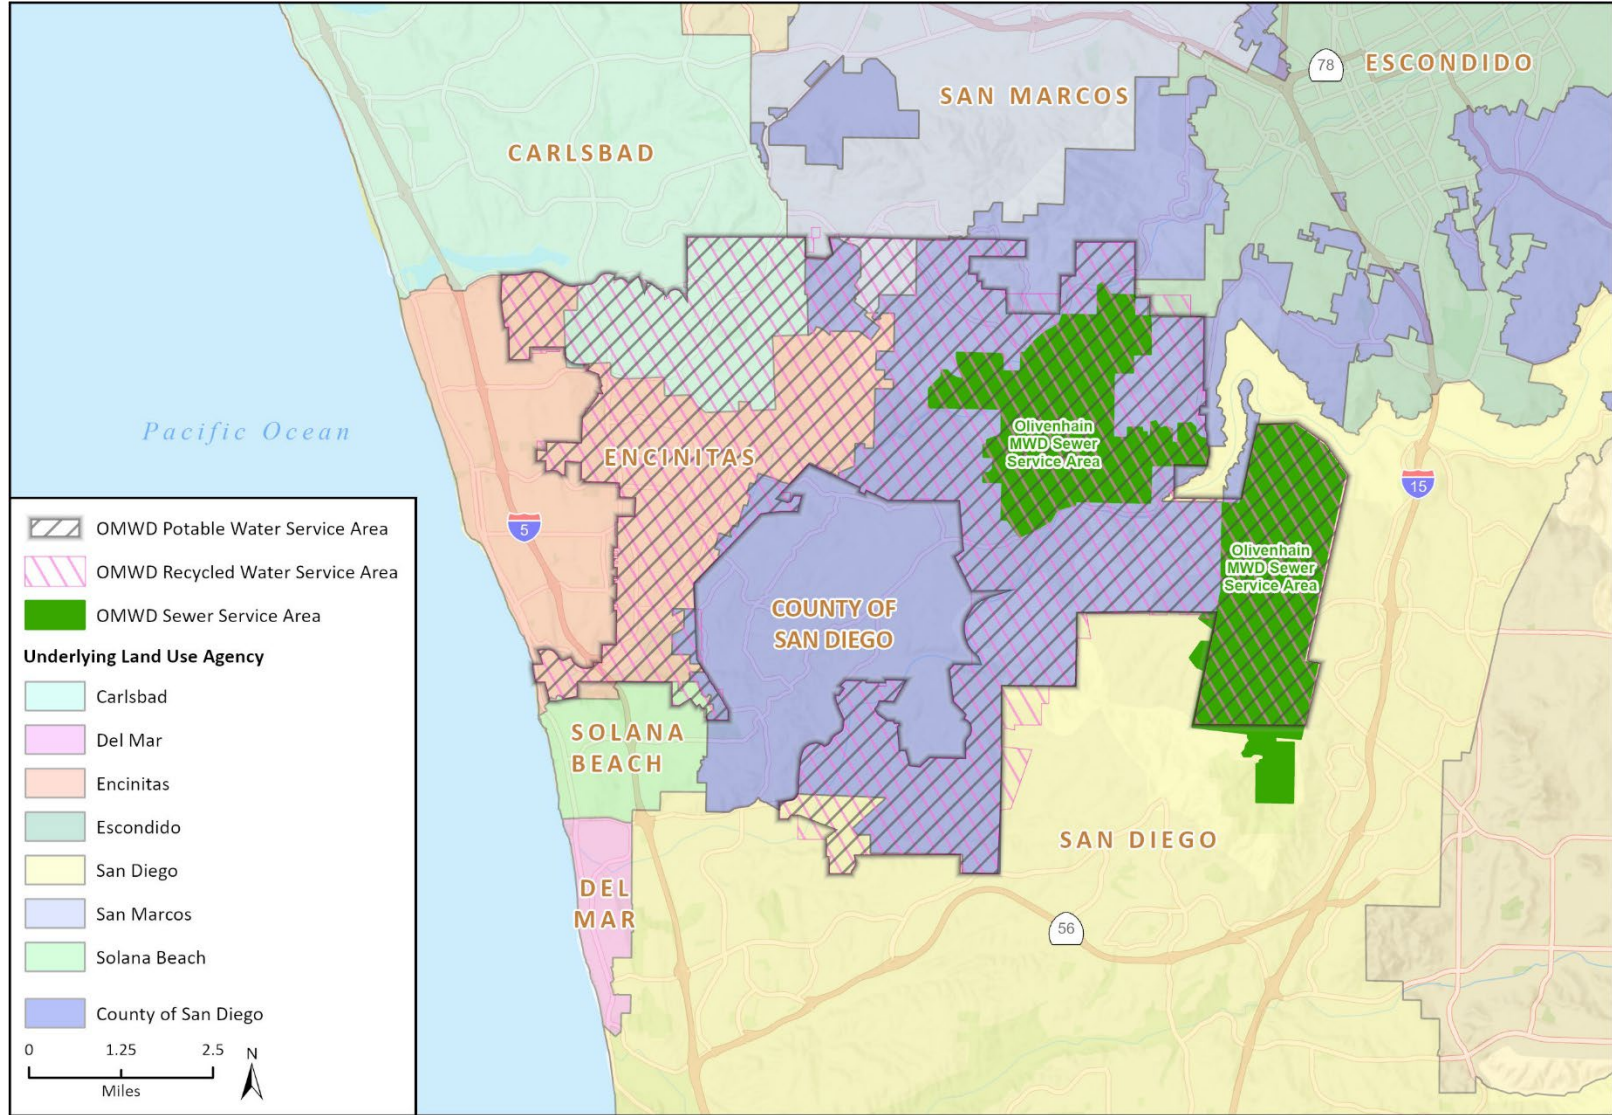 78
ESCONDIDO
SAN MARCOS
CARLSBAD
Pacific Ocean
ENCINITAS
Olivenhain
MWD Sewer
Service Area
15
5
Olivenhain
MWD Sewer
Service Area
COUNTY OF
SAN DIEGO
SOLANA
BEACH
SAN DIEGO
DEL
MAR
56
OMWD Potable Water Service Area
OMWD Recycled Water Service Area
OMWD Sewer Service Area
Underlying Land Use Agency
Carlsbad
Del Mar
Encinitas
Escondido
San Diego
San Marcos
Solana Beach
County of San Diego
0 1.25 2.5
Miles
N